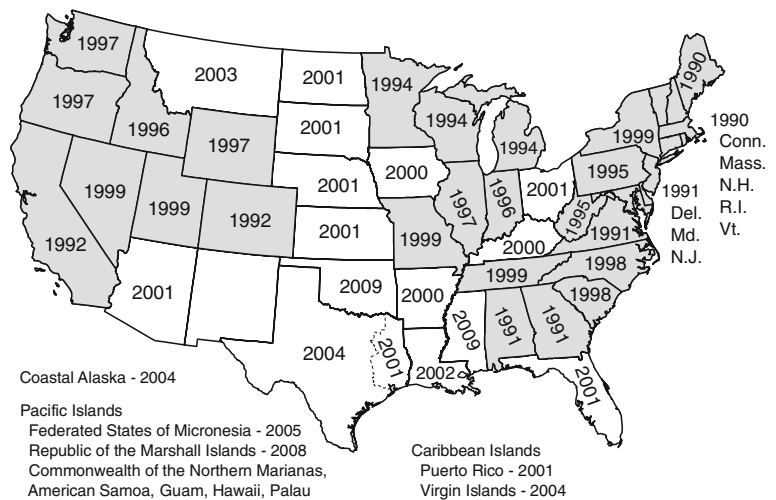 1997
2003
2001
1994
1990
1997
1996
1997
2001
1994
1994
1999
1990
Conn.
Mass.
N.H.
R.I.
Vt.
1999
1999
1992
2001
2000
1997
1996
2001
1995
1995
1991
1991
Del.
Md.
N.J.
1992
2001
1999
2000
1999
1998
1998
2001
2009
2000
2009
1991
1991
2004
2001
2002
2001
Coastal Alaska - 2004
Pacific Islands
Federated States of Micronesia - 2005
Republic of the Marshall Islands - 2008
Commonwealth of the Northern Marianas,
American Samoa, Guam, Hawaii, Palau
Caribbean Islands
Puerto Rico - 2001
Virgin Islands - 2004